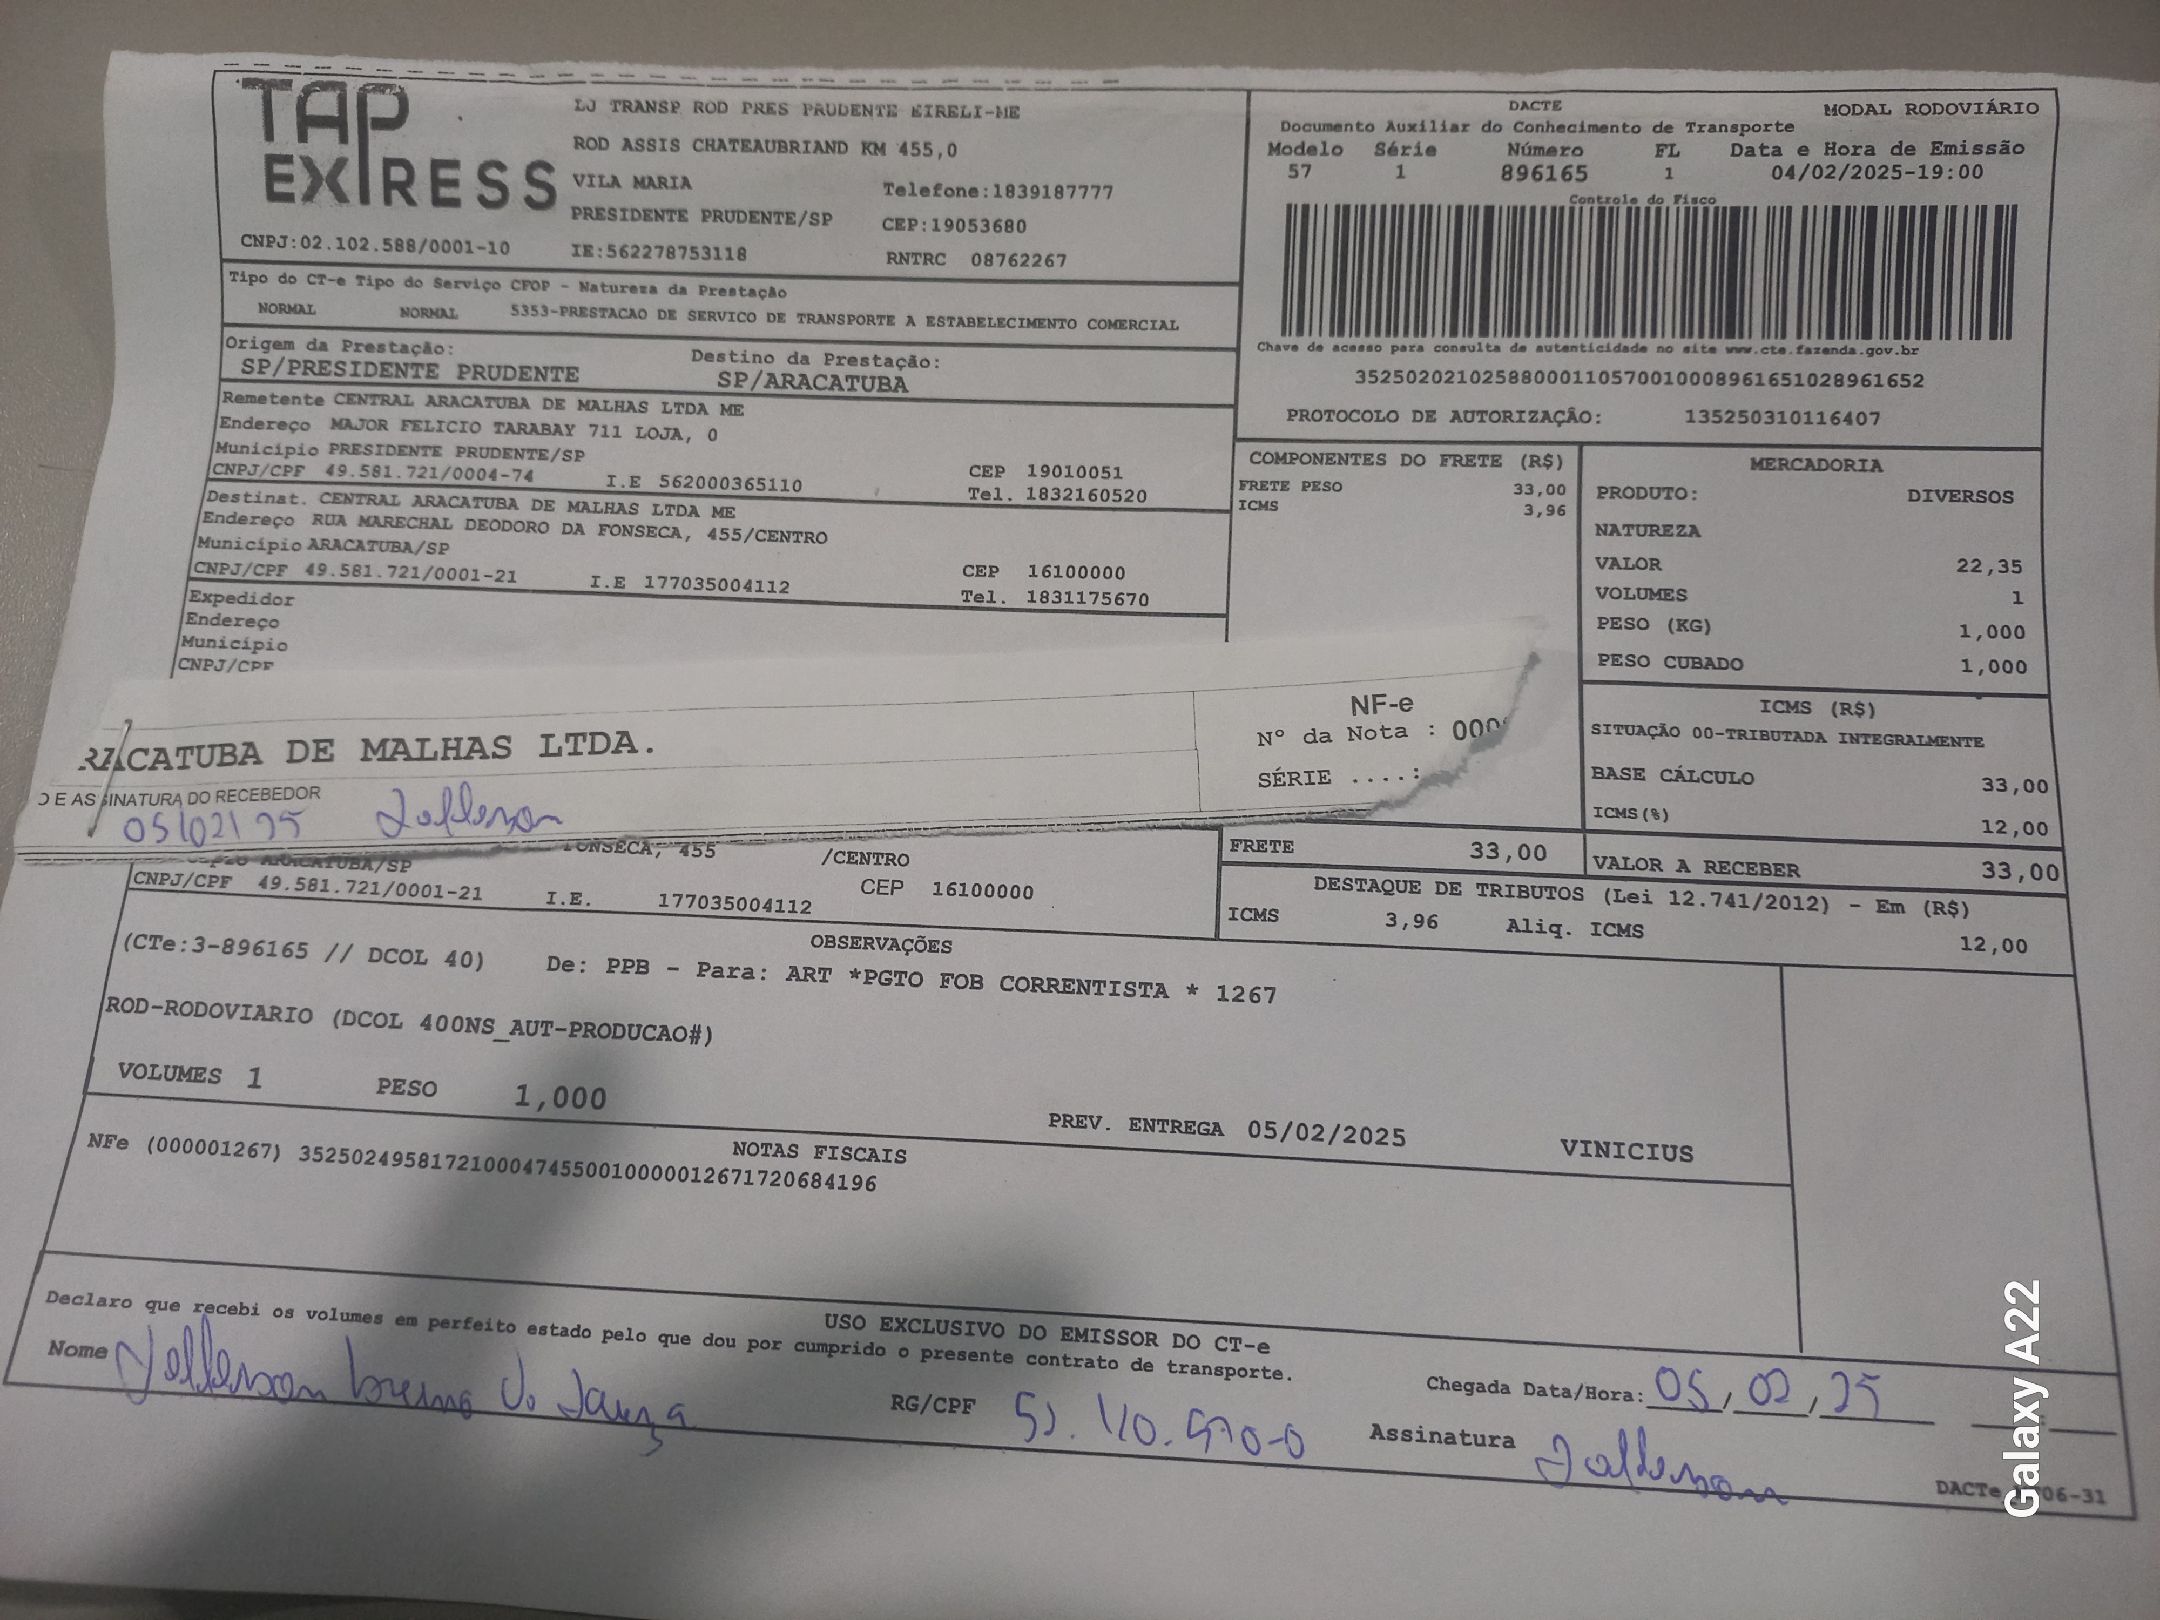 TAP
EXPRESS
CNPJ:02.102.588/0001-10
LJ TRANSP ROD PRES PRUDENTE EIRELI-ME
ROD ASSIS CHATEAUBRIAND KM 455,0
VILA MARIA Telefone:1839187777
PRESIDENTE PRUDENTE/SP CEP:19053680
IE:562278753118 RNTRC 08762267
DACTE MODAL RODOVIÁRIO
Documento Auxiliar do Conhecimento de Transporte
Modelo Série Número FL Data e Hora de Emissão
57 1 896165 1 04/02/2025-19:00
Controle do Fisco
Chave de acesso para consulta de autenticidade no site www.cte.fazenda.gov.br
35250202102588000110570010008961651028961652
PROTOCOLO DE AUTORIZAÇÃO: 135250310116407
Tipo do CT-e Tipo do Serviço CFOP - Natureza da Prestação
NORMAL NORMAL 5353-PRESTACAO DE SERVICO DE TRANSPORTE A ESTABELECIMENTO COMERCIAL
Origem da Prestação: Destino da Prestação:
SP/PRESIDENTE PRUDENTE SP/ARACATUBA
Remetente CENTRAL ARACATUBA DE MALHAS LTDA ME
Endereço MAJOR FELICIO TARABAY 711 LOJA, 0
Município PRESIDENTE PRUDENTE/SP CEP 19010051
CNPJ/CPF 49.581.721/0004-74 I.E 562000365110 Tel. 1832160520
Destinat. CENTRAL ARACATUBA DE MALHAS LTDA ME
Endereço RUA MARECHAL DEODORO DA FONSECA, 455/CENTRO
Município ARACATUBA/SP CEP 16100000
CNPJ/CPF 49.581.721/0001-21 I.E 177035004112 Tel. 1831175670
Expedidor
Endereço
Município
CNPJ/CPF
COMPONENTES DO FRETE (R$)
FRETE PESO 33,00
ICMS 3,96
MERCADORIA
PRODUTO: DIVERSOS
NATUREZA
VALOR 22,35
VOLUMES 1
PESO (KG) 1,000
PESO CUBADO 1,000
ICMS (R$)
SITUAÇÃO 00-TRIBUTADA INTEGRALMENTE
BASE CÁLCULO 33,00
ICMS(%) 12,00
RACATUBA DE MALHAS LTDA.
O E ASSINATURA DO RECEBEDOR
05/02/25 Jefferson
NF-e
Nº da Nota : 000
SÉRIE ....:
ARACATUBA/SP FONSECA, 455 /CENTRO
CNPJ/CPF 49.581.721/0001-21 I.E. 177035004112 CEP 16100000
FRETE 33,00 VALOR A RECEBER 33,00
DESTAQUE DE TRIBUTOS (Lei 12.741/2012) - Em (R$)
ICMS 3,96 Aliq. ICMS 12,00
OBSERVAÇÕES
(CTe:3-896165 // DCOL 40) De: PPB - Para: ART *PGTO FOB CORRENTISTA * 1267
ROD-RODOVIARIO (DCOL 400NS_AUT-PRODUCAO#)
VOLUMES 1 PESO 1,000 PREV. ENTREGA 05/02/2025 VINICIUS
NOTAS FISCAIS
NFe (000001267) 35250249581721000474550010000012671720684196
USO EXCLUSIVO DO EMISSOR DO CT-e
Declaro que recebi os volumes em perfeito estado pelo que dou por cumprido o presente contrato de transporte.
Nome Jefferson RG/CPF Chegada Data/Hora: 05/02/25
Assinatura Jefferson
DACTe 06-31
Galaxy A22